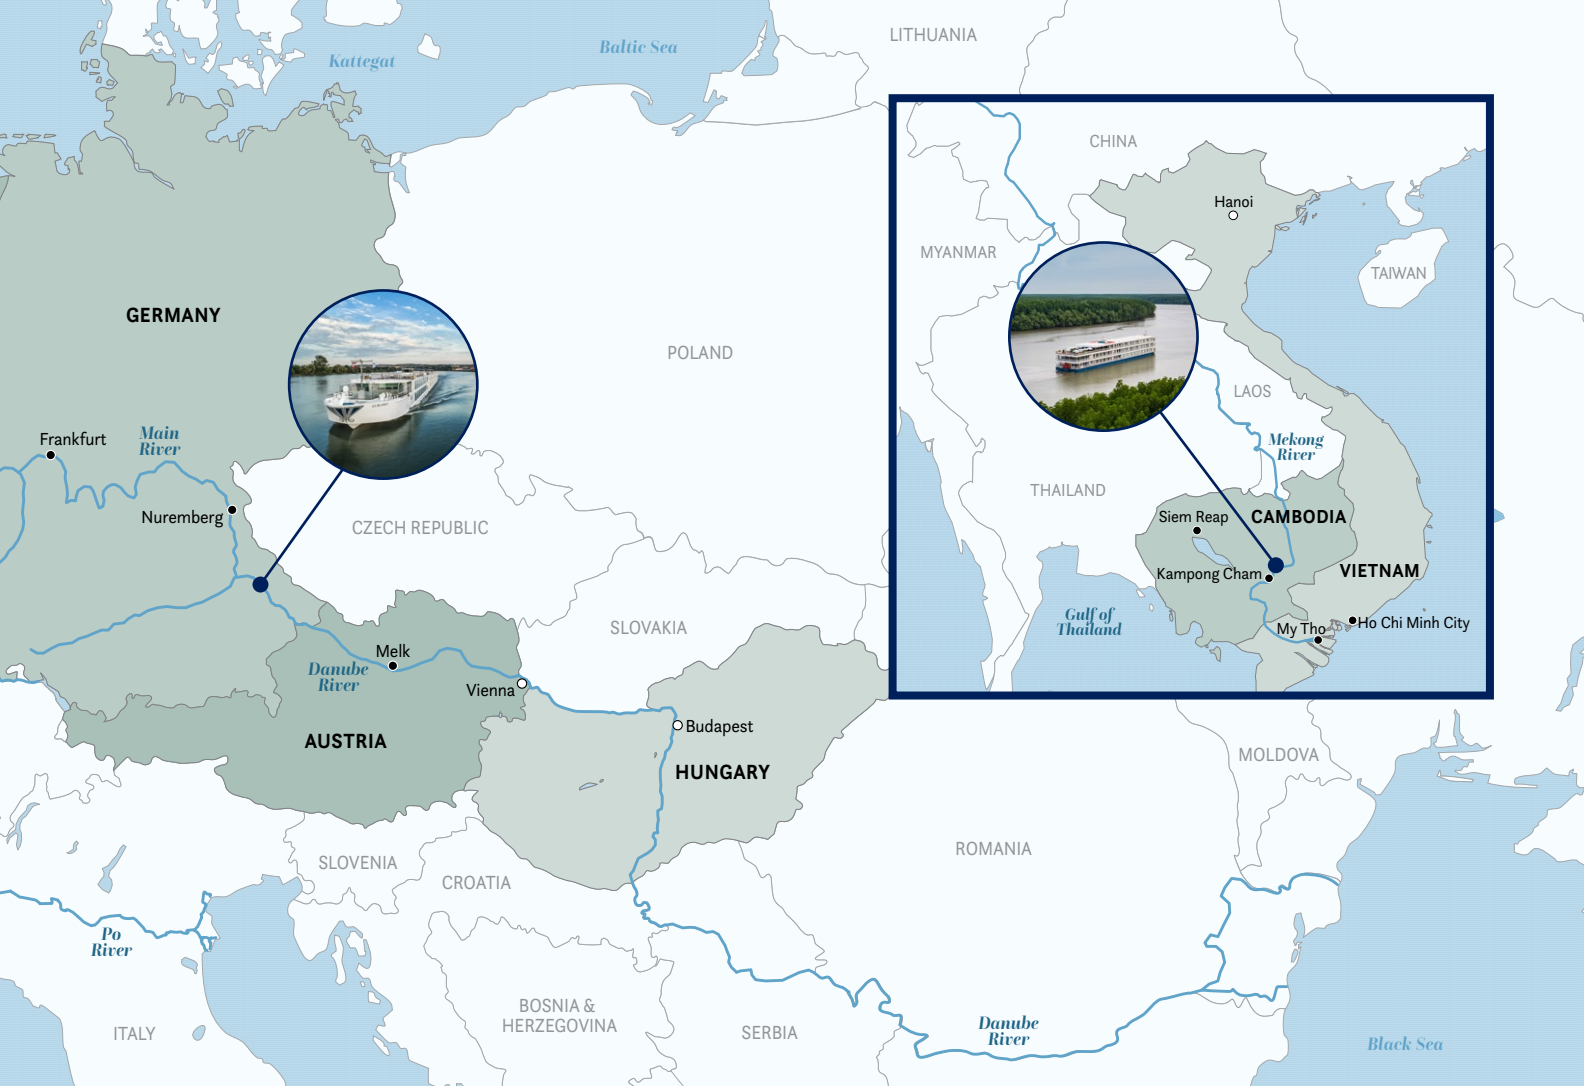 Kattegat
Baltic Sea
LITHUANIA
GERMANY
POLAND
Frankfurt
Main
River
Nuremberg
CZECH REPUBLIC
SLOVAKIA
Melk
Danube
River
Vienna
Budapest
AUSTRIA
HUNGARY
MOLDOVA
ROMANIA
SLOVENIA
CROATIA
Po
River
BOSNIA &
HERZEGOVINA
SERBIA
ITALY
Danube
River
Black Sea
CHINA
Hanoi
MYANMAR
TAIWAN
LAOS
Mekong
River
THAILAND
Siem Reap
CAMBODIA
Kampong Cham
VIETNAM
Gulf of
Thailand
My Tho
Ho Chi Minh City